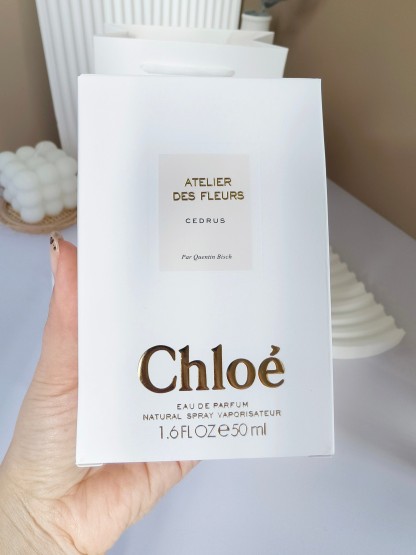 ATELIER
DES FLEURS
CEDRUS
Par Quentin Bisch
Chloé
EAU DE PARFUM
NATURAL SPRAY VAPORISATEUR
1.6 FL OZ ℮ 50 ml